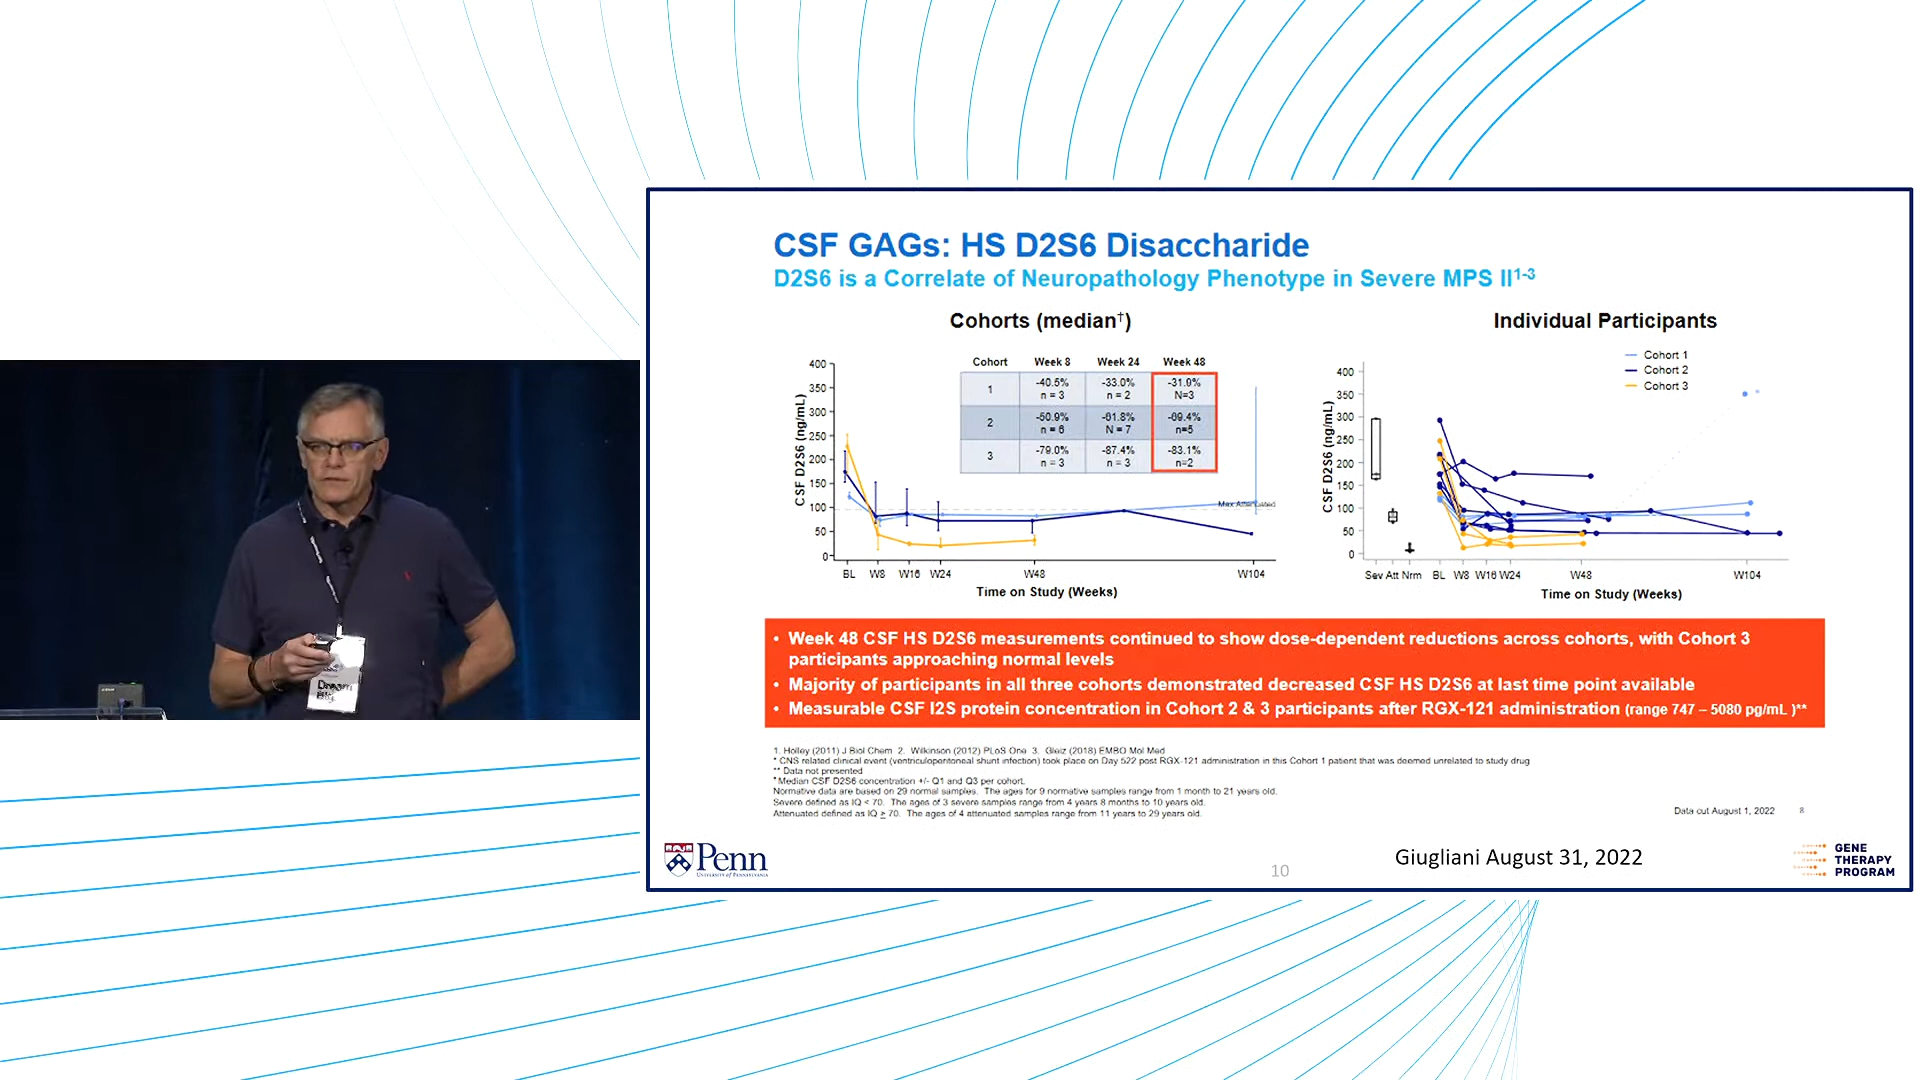 CSF GAGs: HS D2S6 Disaccharide
D2S6 is a Correlate of Neuropathology Phenotype in Severe MPS II1-3
Cohorts (median†)
Cohort Week 8 Week 24 Week 48
1 -40.5% n = 3 -33.0% n = 2 -31.0% N=3
2 -50.9% n = 6 -61.8% N = 7 -69.4% n=5
3 -79.0% n = 3 -87.4% n = 3 -83.1% n=2
CSF D2S6 (ng/mL)
400
350
300
250
200
150
100
50
0
Max Attenuated
BL W8 W16 W24 W48 W104
Time on Study (Weeks)
Individual Participants
Cohort 1
Cohort 2
Cohort 3
CSF D2S6 (ng/mL)
400
350
300
250
200
150
100
50
0
Sev Att Nrm BL W8 W16 W24 W48 W104
Time on Study (Weeks)
• Week 48 CSF HS D2S6 measurements continued to show dose-dependent reductions across cohorts, with Cohort 3
participants approaching normal levels
• Majority of participants in all three cohorts demonstrated decreased CSF HS D2S6 at last time point available
• Measurable CSF I2S protein concentration in Cohort 2 & 3 participants after RGX-121 administration (range 747 – 5080 pg/mL )**
1. Holley (2011) J Biol Chem 2. Wilkinson (2012) PLoS One 3. Gleiz (2018) EMBO Mol Med
* CNS related clinical event (ventriculoperitoneal shunt infection) took place on Day 522 post RGX-121 administration in this Cohort 1 patient that was deemed unrelated to study drug
** Data not presented
† Median CSF D2S6 concentration +/- Q1 and Q3 per cohort.
Normative data are based on 29 normal samples. The ages for 9 normative samples range from 1 month to 21 years old.
Severe defined as IQ < 70. The ages of 3 severe samples range from 4 years 8 months to 10 years old.
Attenuated defined as IQ ≥ 70. The ages of 4 attenuated samples range from 11 years to 29 years old.
Data cut August 1, 2022 8
Penn
UNIVERSITY OF PENNSYLVANIA
10
Giugliani August 31, 2022
GENE
THERAPY
PROGRAM